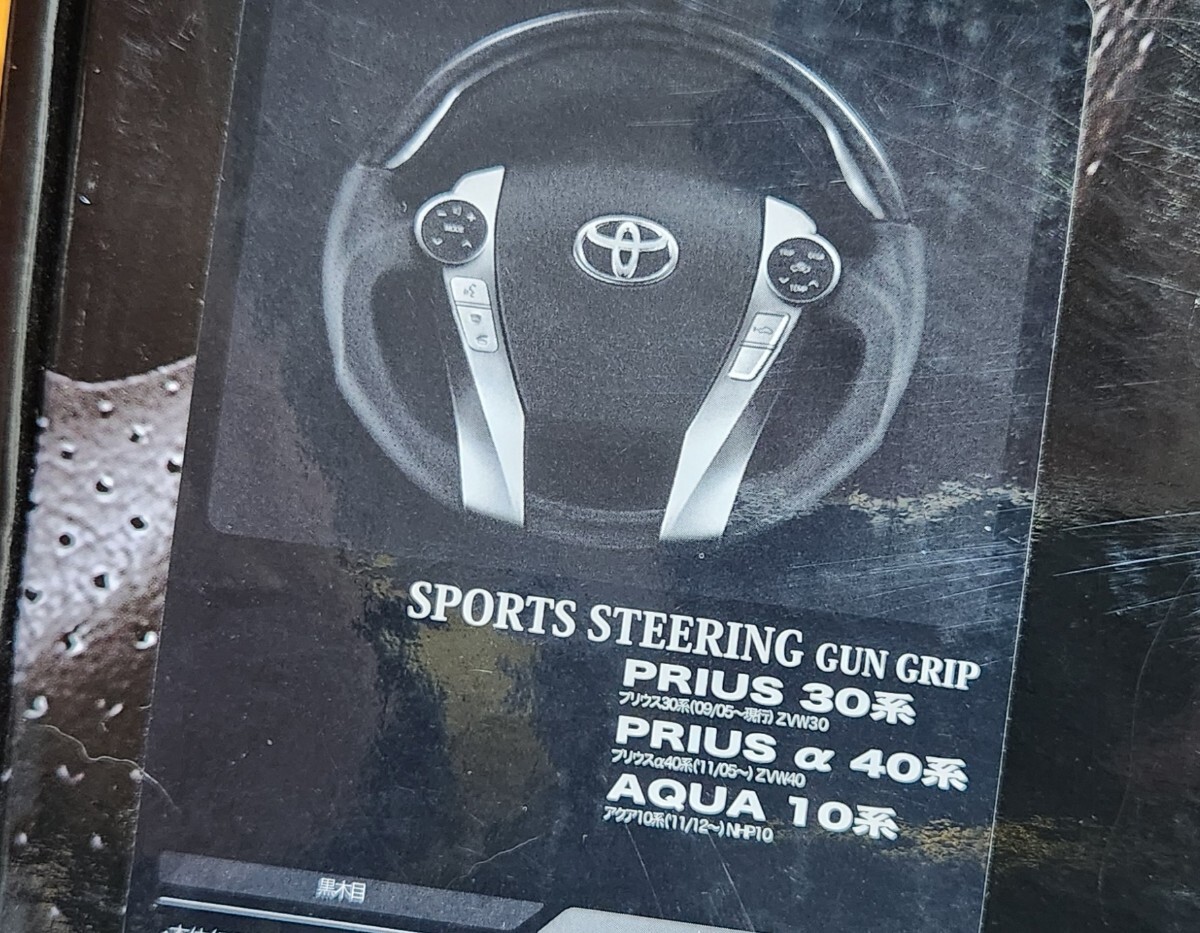 MODE
TEMP
SPORTS STEERING GUN GRIP
PRIUS 30系
プリウス30系('09/05〜現行) ZVW30
PRIUS α 40系
プリウスα40系('11/05〜) ZVW40
AQUA 10系
アクア10系('11/12〜) NHP10
黒木目